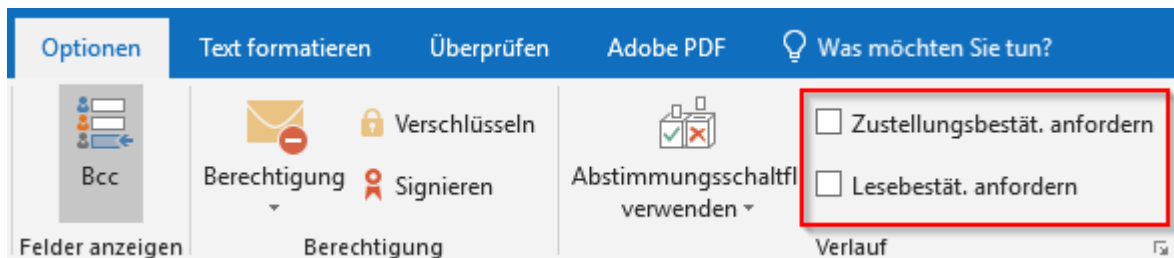 Optionen Text formatieren Überprüfen Adobe PDF Was möchten Sie tun?
Verschlüsseln Zustellungsbestät. anfordern
Bcc Berechtigung Signieren Abstimmungsschaltfl Lesebestät. anfordern
verwenden
Felder anzeigen Berechtigung Verlauf